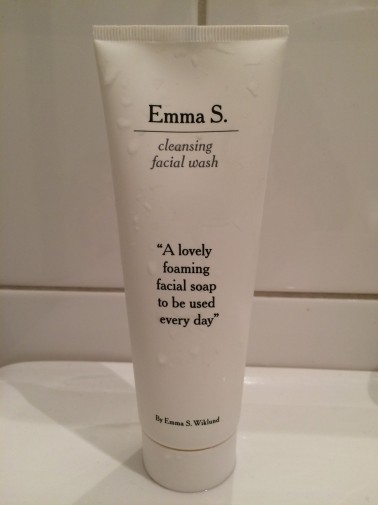 Emma S.
cleansing
facial wash
“A lovely
foaming
facial soap
to be used
every day”
By Emma S. Wiklund